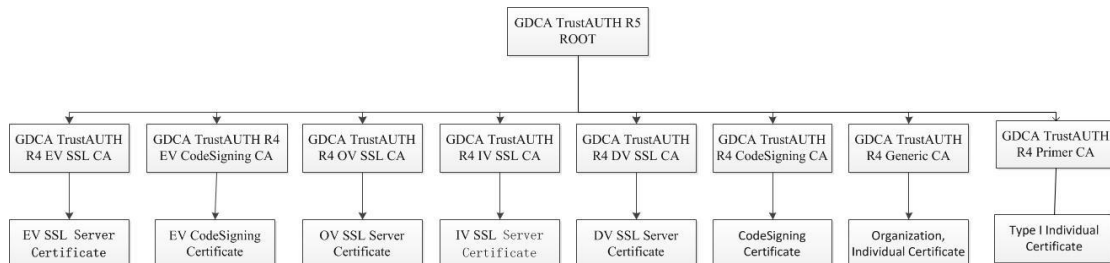 GDCA TrustAUTH R5
ROOT
GDCA TrustAUTH
R4 EV SSL CA
GDCA TrustAUTH R4
EV CodeSigning CA
GDCA TrustAUTH
R4 OV SSL CA
GDCA TrustAUTH
R4 IV SSL CA
GDCA TrustAUTH
R4 DV SSL CA
GDCA TrustAUTH
R4 CodeSigning CA
GDCA TrustAUTH
R4 Generic CA
GDCA TrustAUTH
R4 Primer CA
EV SSL Server
Certificate
EV CodeSigning
Certificate
OV SSL Server
Certificate
IV SSL Server
Certificate
DV SSL Server
Certificate
CodeSigning
Certificate
Organization,
Individual Certificate
Type I Individual
Certificate